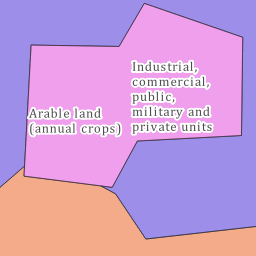 Industrial,
commercial,
public,
military and
private units
Arable land
(annual crops)